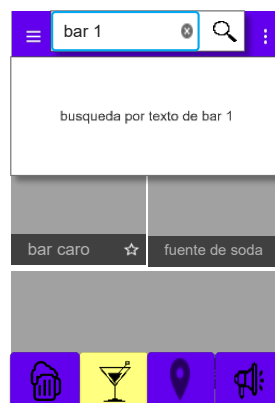 bar 1
busqueda por texto de bar 1
bar caro
fuente de soda